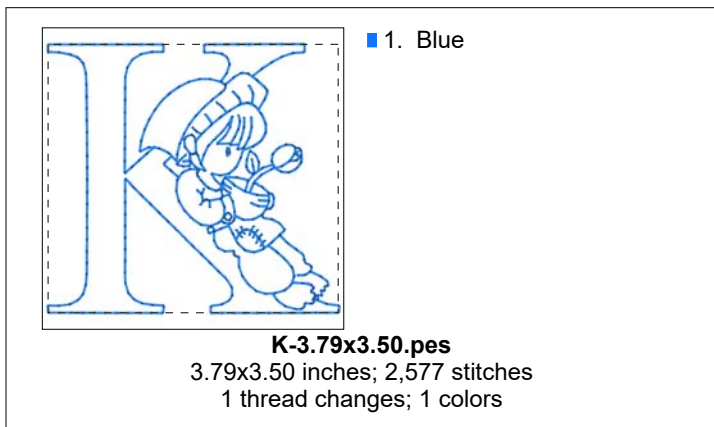 K
1. Blue
K-3.79x3.50.pes
3.79x3.50 inches; 2,577 stitches
1 thread changes; 1 colors